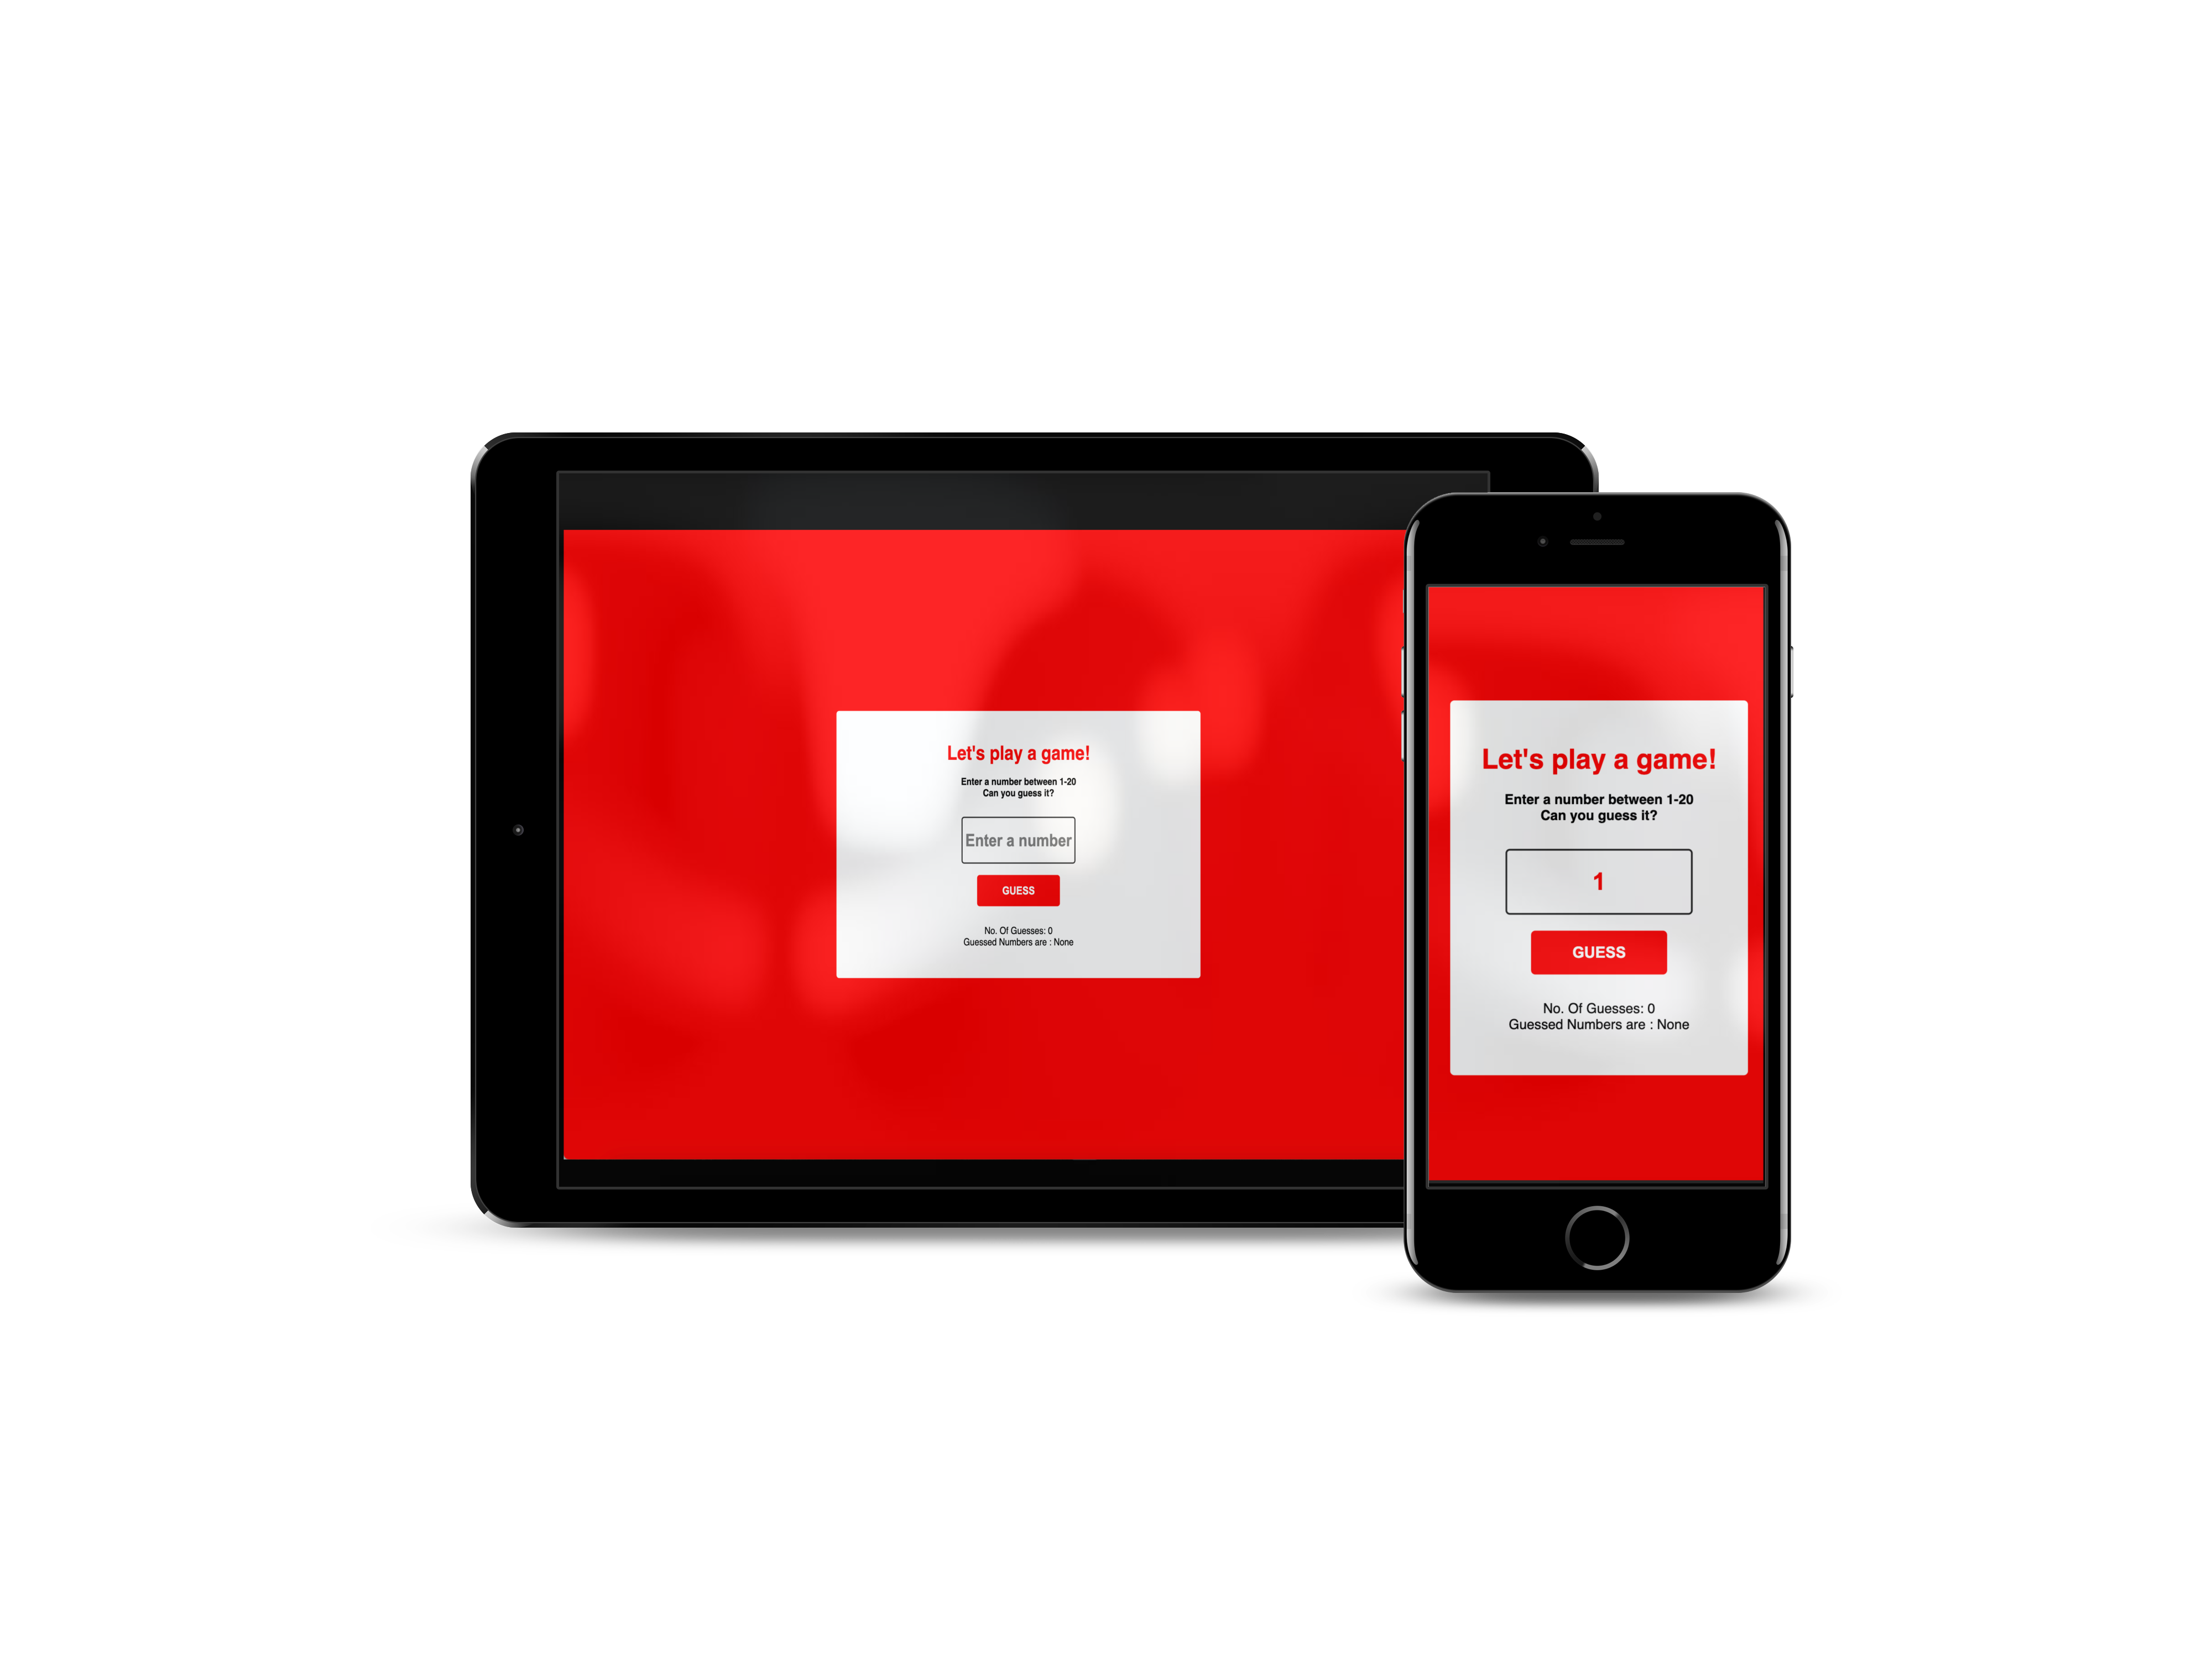 Let's play a game!
Enter a number between 1-20
Can you guess it?
Enter a number
GUESS
No. Of Guesses: 0
Guessed Numbers are : None
Let's play a game!
Enter a number between 1-20
Can you guess it?
1
GUESS
No. Of Guesses: 0
Guessed Numbers are : None